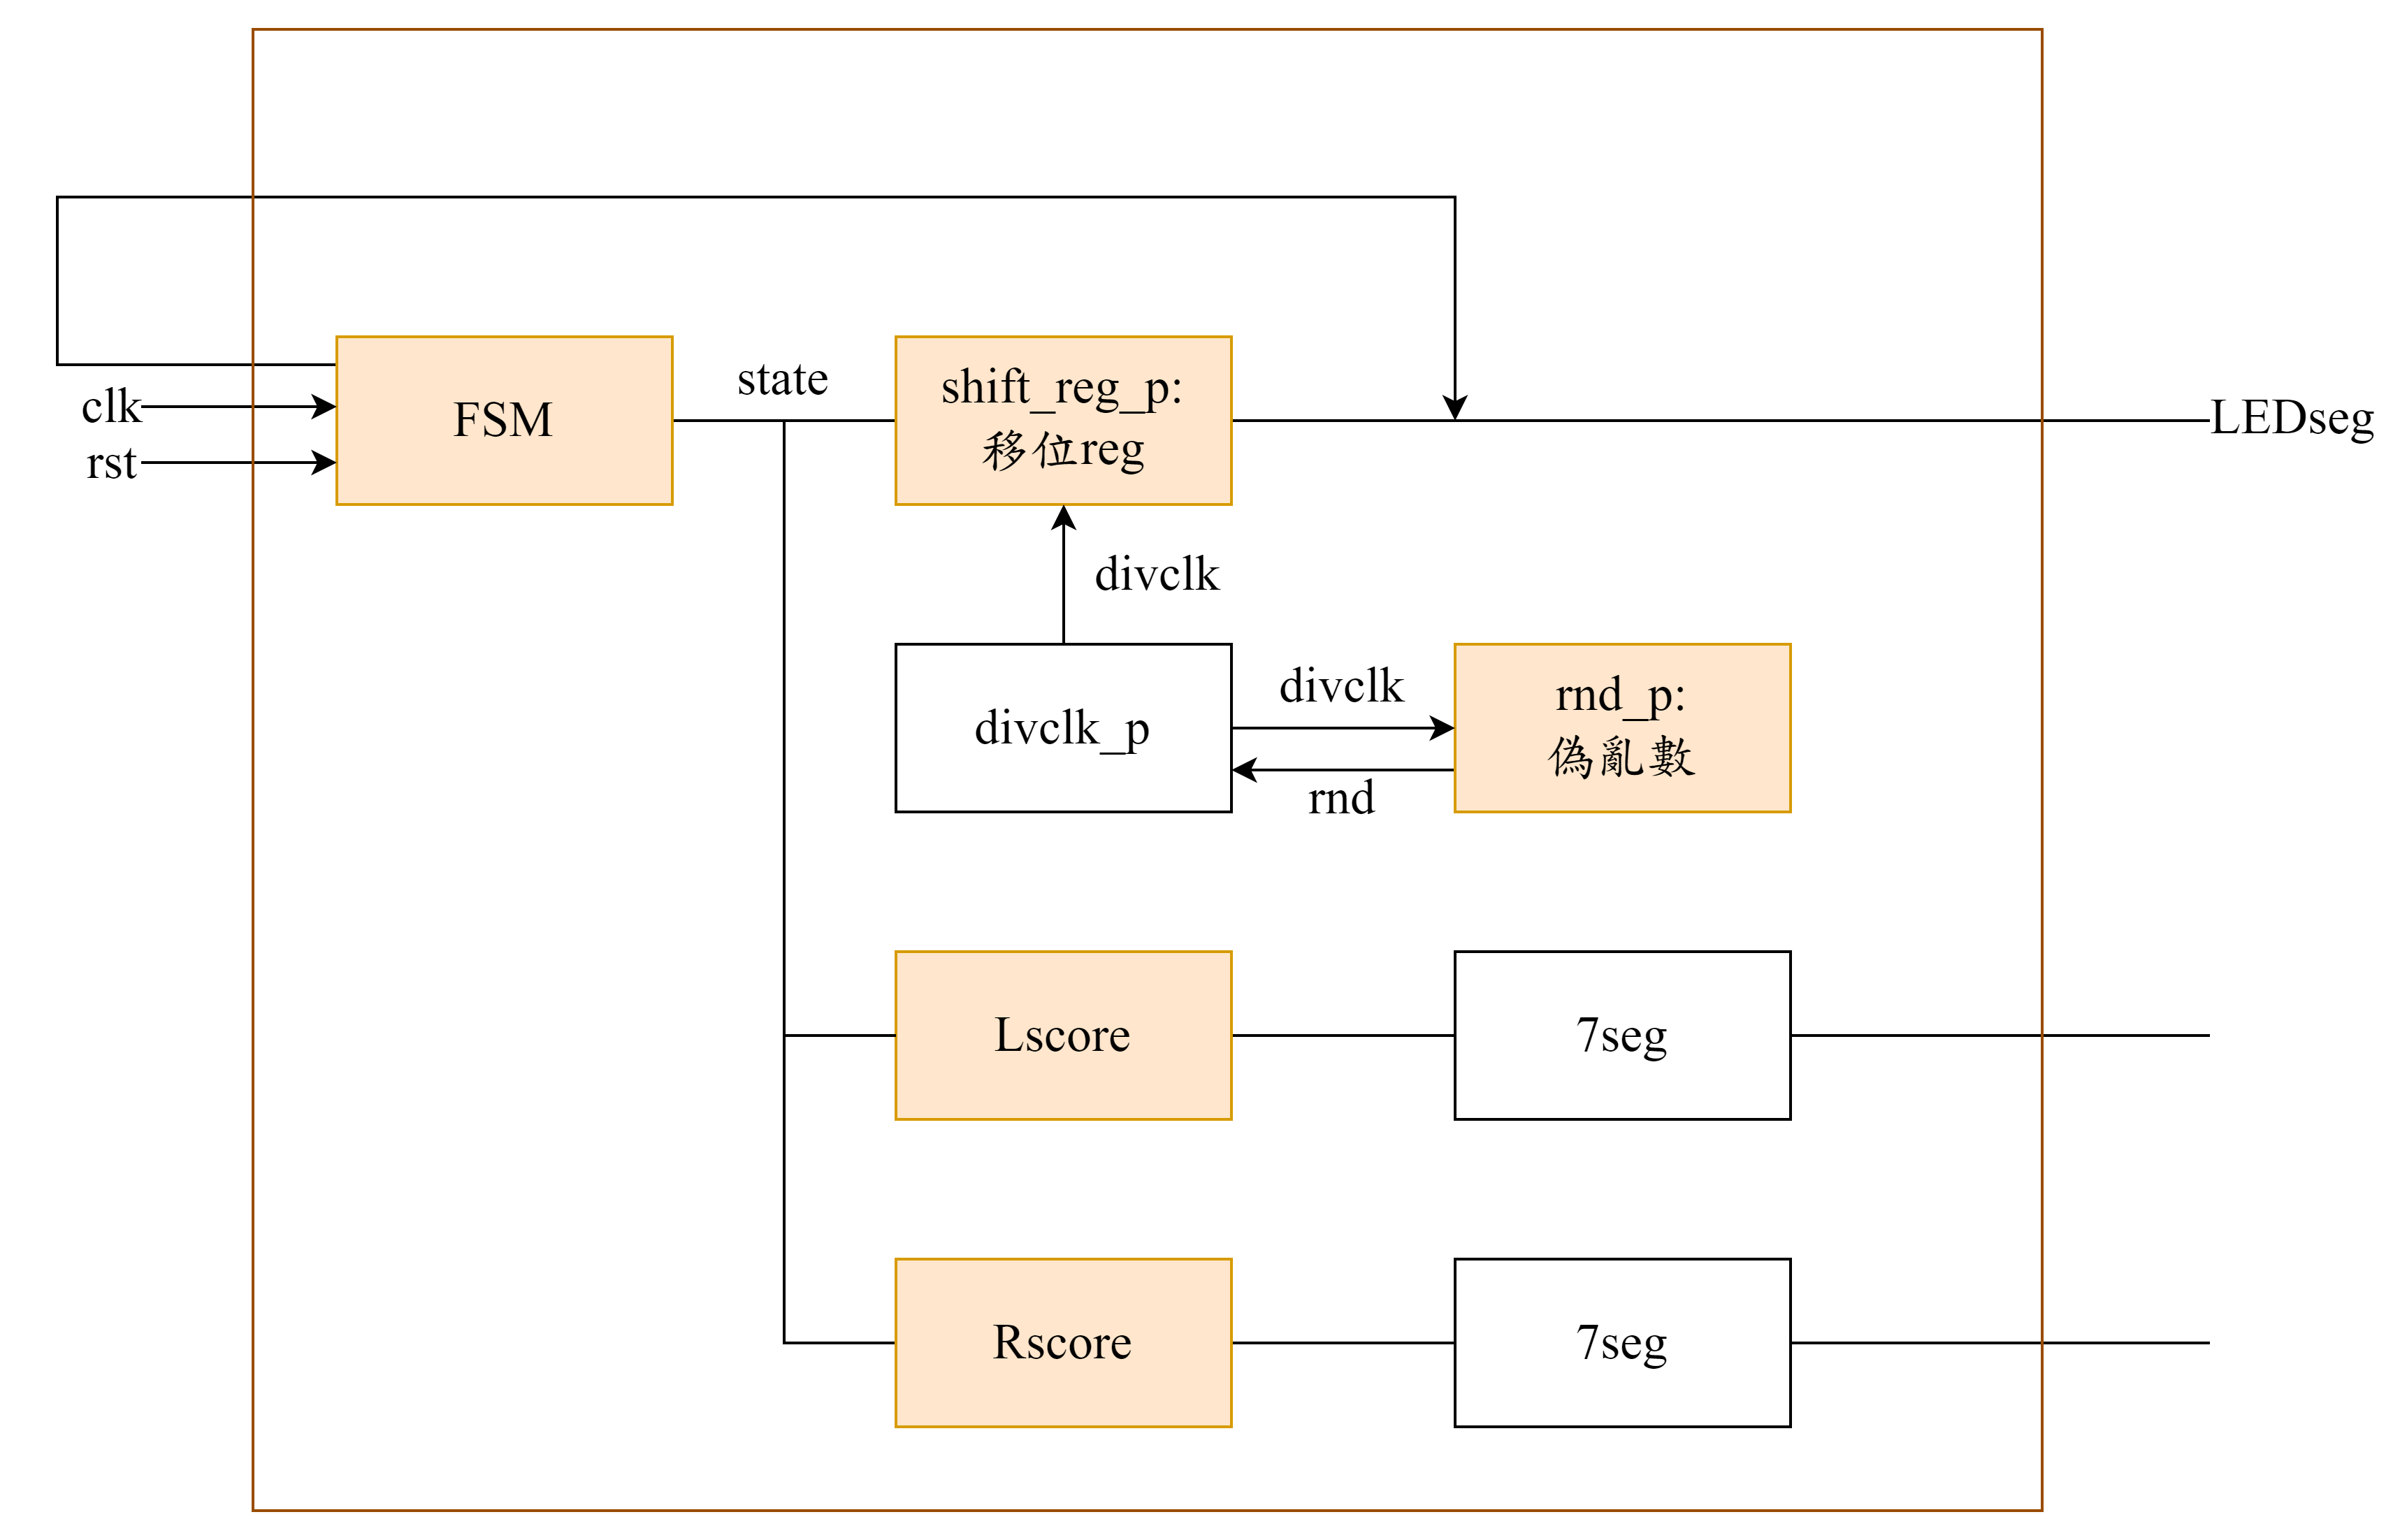 clk
rst
FSM
state
shift_reg_p:
移位reg
LEDseg
divclk
divclk_p
divclk
rnd
rnd_p:
偽亂數
Lscore
7seg
Rscore
7seg